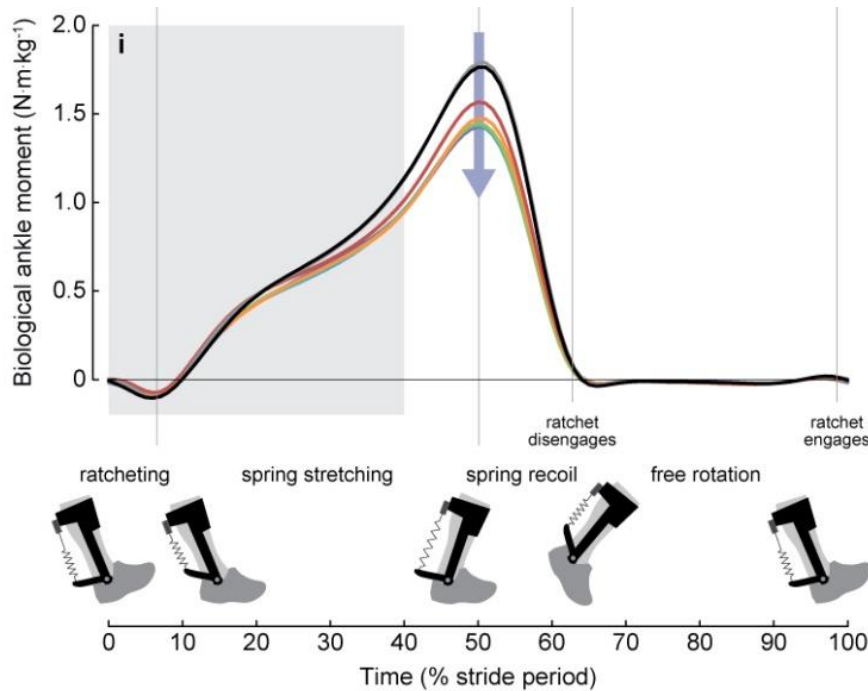 i
Biological ankle moment (N·m·kg⁻¹)
2.0
1.5
1.0
0.5
0
ratchet
disengages
ratchet
engages
ratcheting
spring stretching
spring recoil
free rotation
0 10 20 30 40 50 60 70 80 90 100
Time (% stride period)